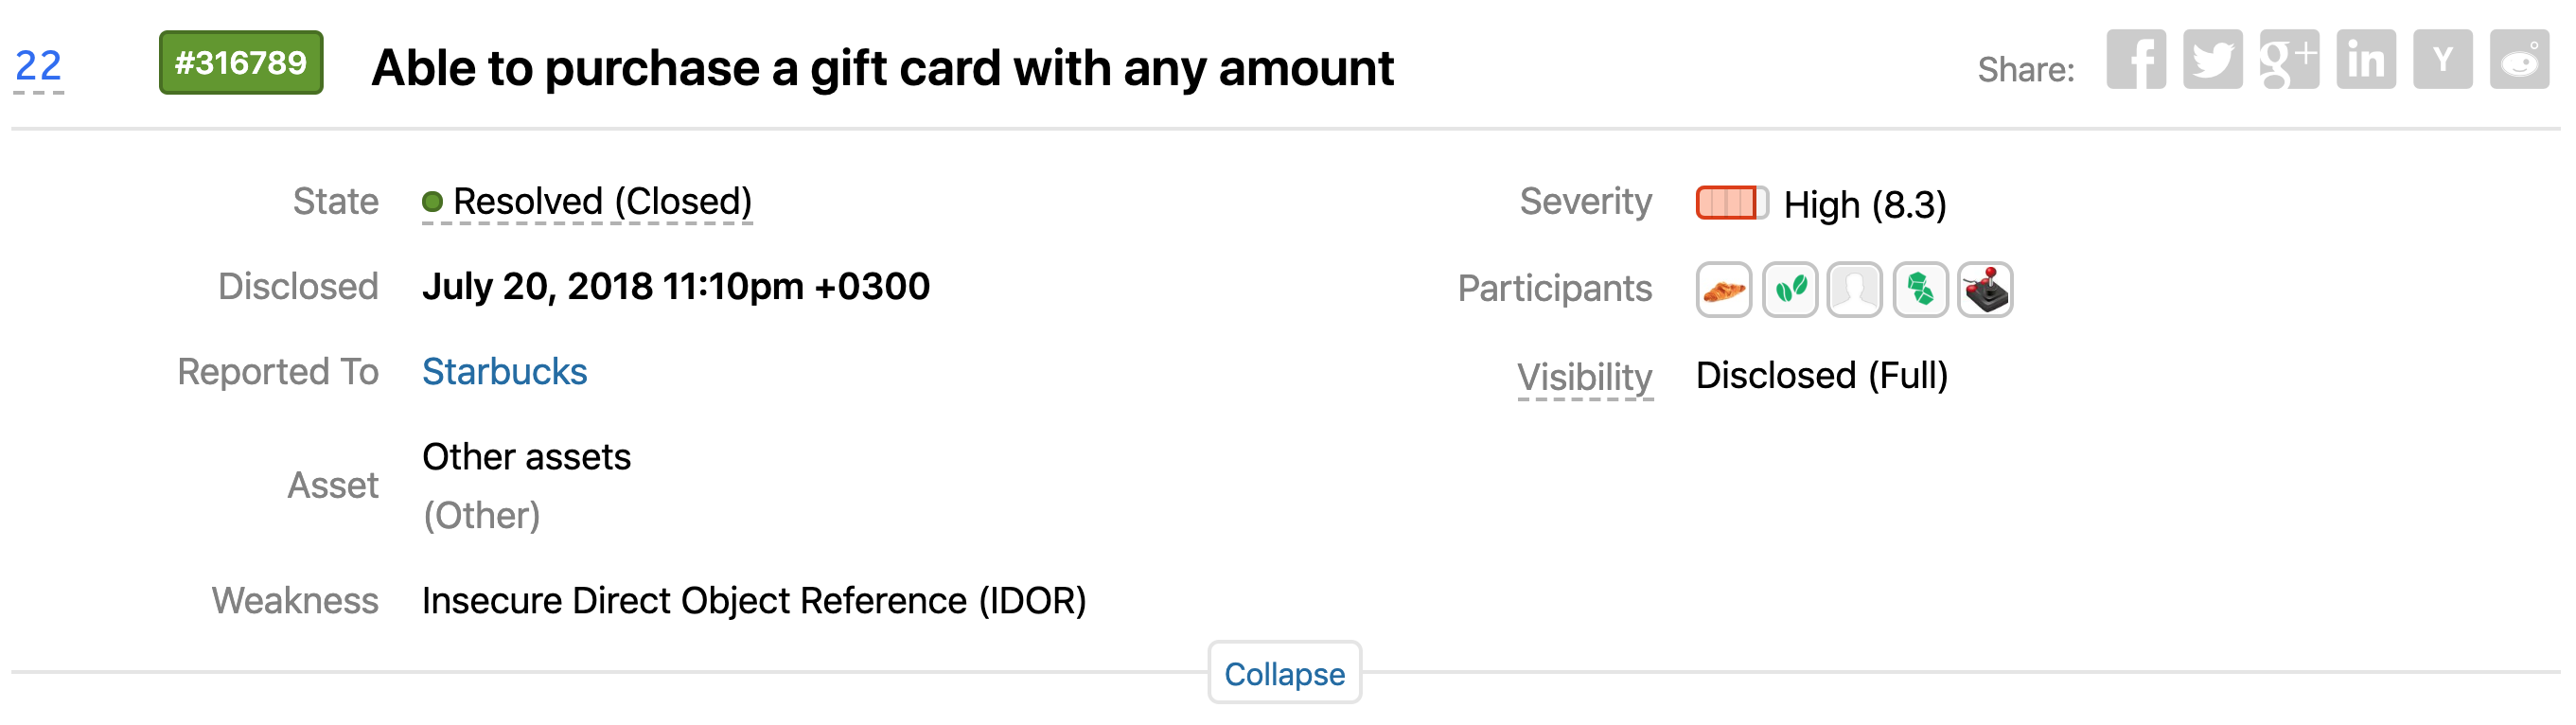 22
#316789
Able to purchase a gift card with any amount
Share:
f
g+
in
Y
State
Resolved (Closed)
Severity
High (8.3)
Disclosed
July 20, 2018 11:10pm +0300
Participants
Reported To
Starbucks
Visibility
Disclosed (Full)
Asset
Other assets
(Other)
Weakness
Insecure Direct Object Reference (IDOR)
Collapse